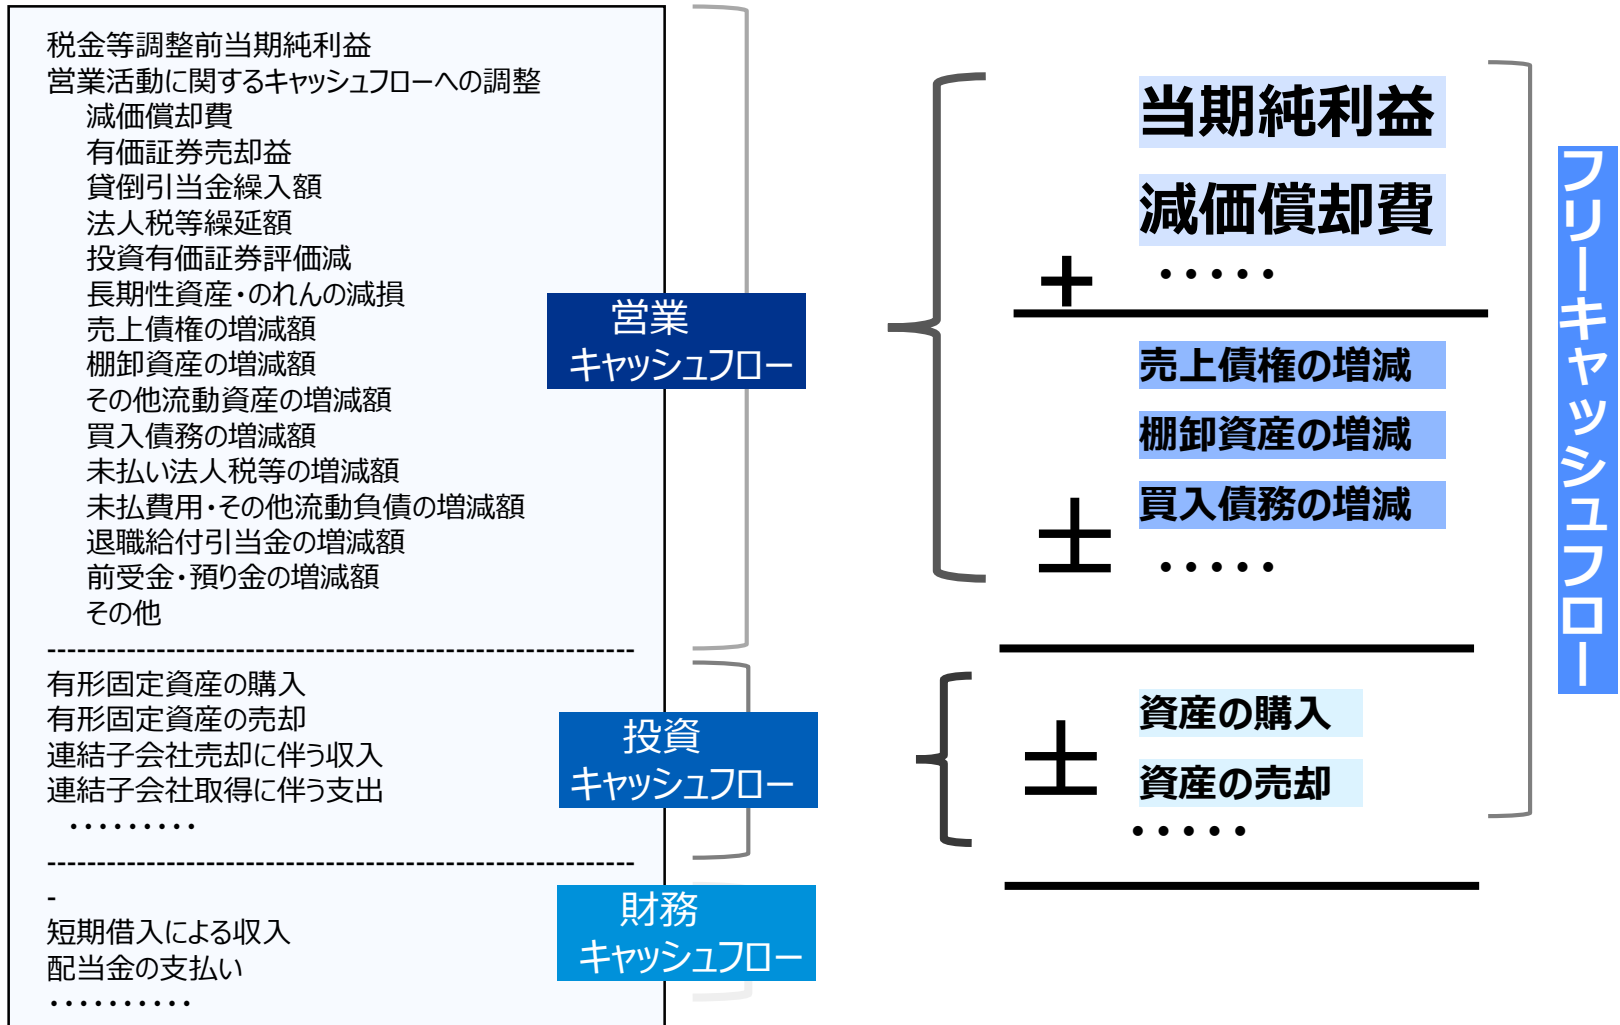 税金等調整前当期純利益
営業活動に関するキャッシュフローへの調整
減価償却費
有価証券売却益
貸倒引当金繰入額
法人税等繰延額
投資有価証券評価減
長期性資産・のれんの減損
売上債権の増減額
棚卸資産の増減額
その他流動資産の増減額
買入債務の増減額
未払い法人税等の増減額
未払費用・その他流動負債の増減額
退職給付引当金の増減額
前受金・預り金の増減額
その他
-----------------------------------------------------------
有形固定資産の購入
有形固定資産の売却
連結子会社売却に伴う収入
連結子会社取得に伴う支出
・・・・・・・・・
-----------------------------------------------------------
-
短期借入による収入
配当金の支払い
・・・・・・・・・・
営業
キャッシュフロー
投資
キャッシュフロー
財務
キャッシュフロー
当期純利益
減価償却費
+
・・・・・
売上債権の増減
棚卸資産の増減
買入債務の増減
±
・・・・・
資産の購入
±
資産の売却
・・・・・
フリーキャッシュフロー